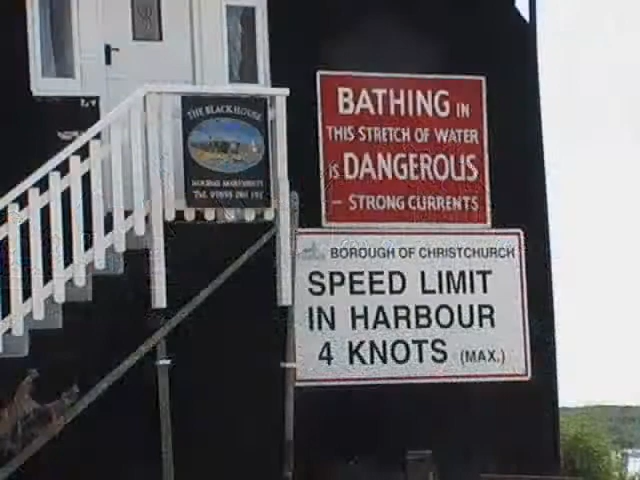 THE BLACK HOUSE
BATHING IN
THIS STRETCH OF WATER
IS DANGEROUS
- STRONG CURRENTS
BOROUGH OF CHRISTCHURCH
SPEED LIMIT
IN HARBOUR
4 KNOTS (MAX.)